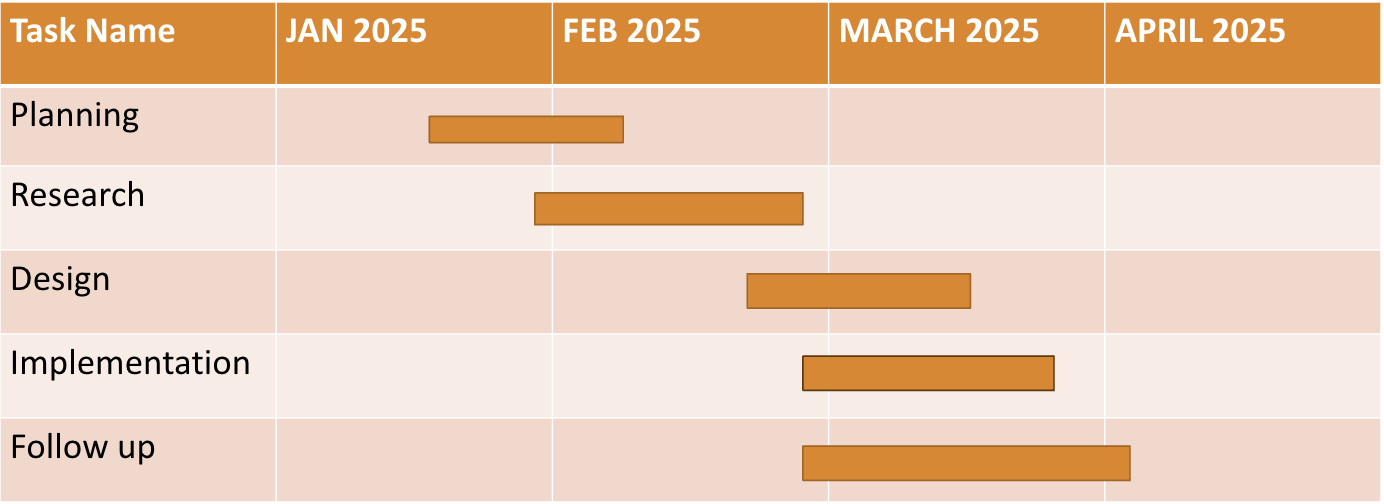 Task Name JAN 2025 FEB 2025 MARCH 2025 APRIL 2025
Planning
Research
Design
Implementation
Follow up